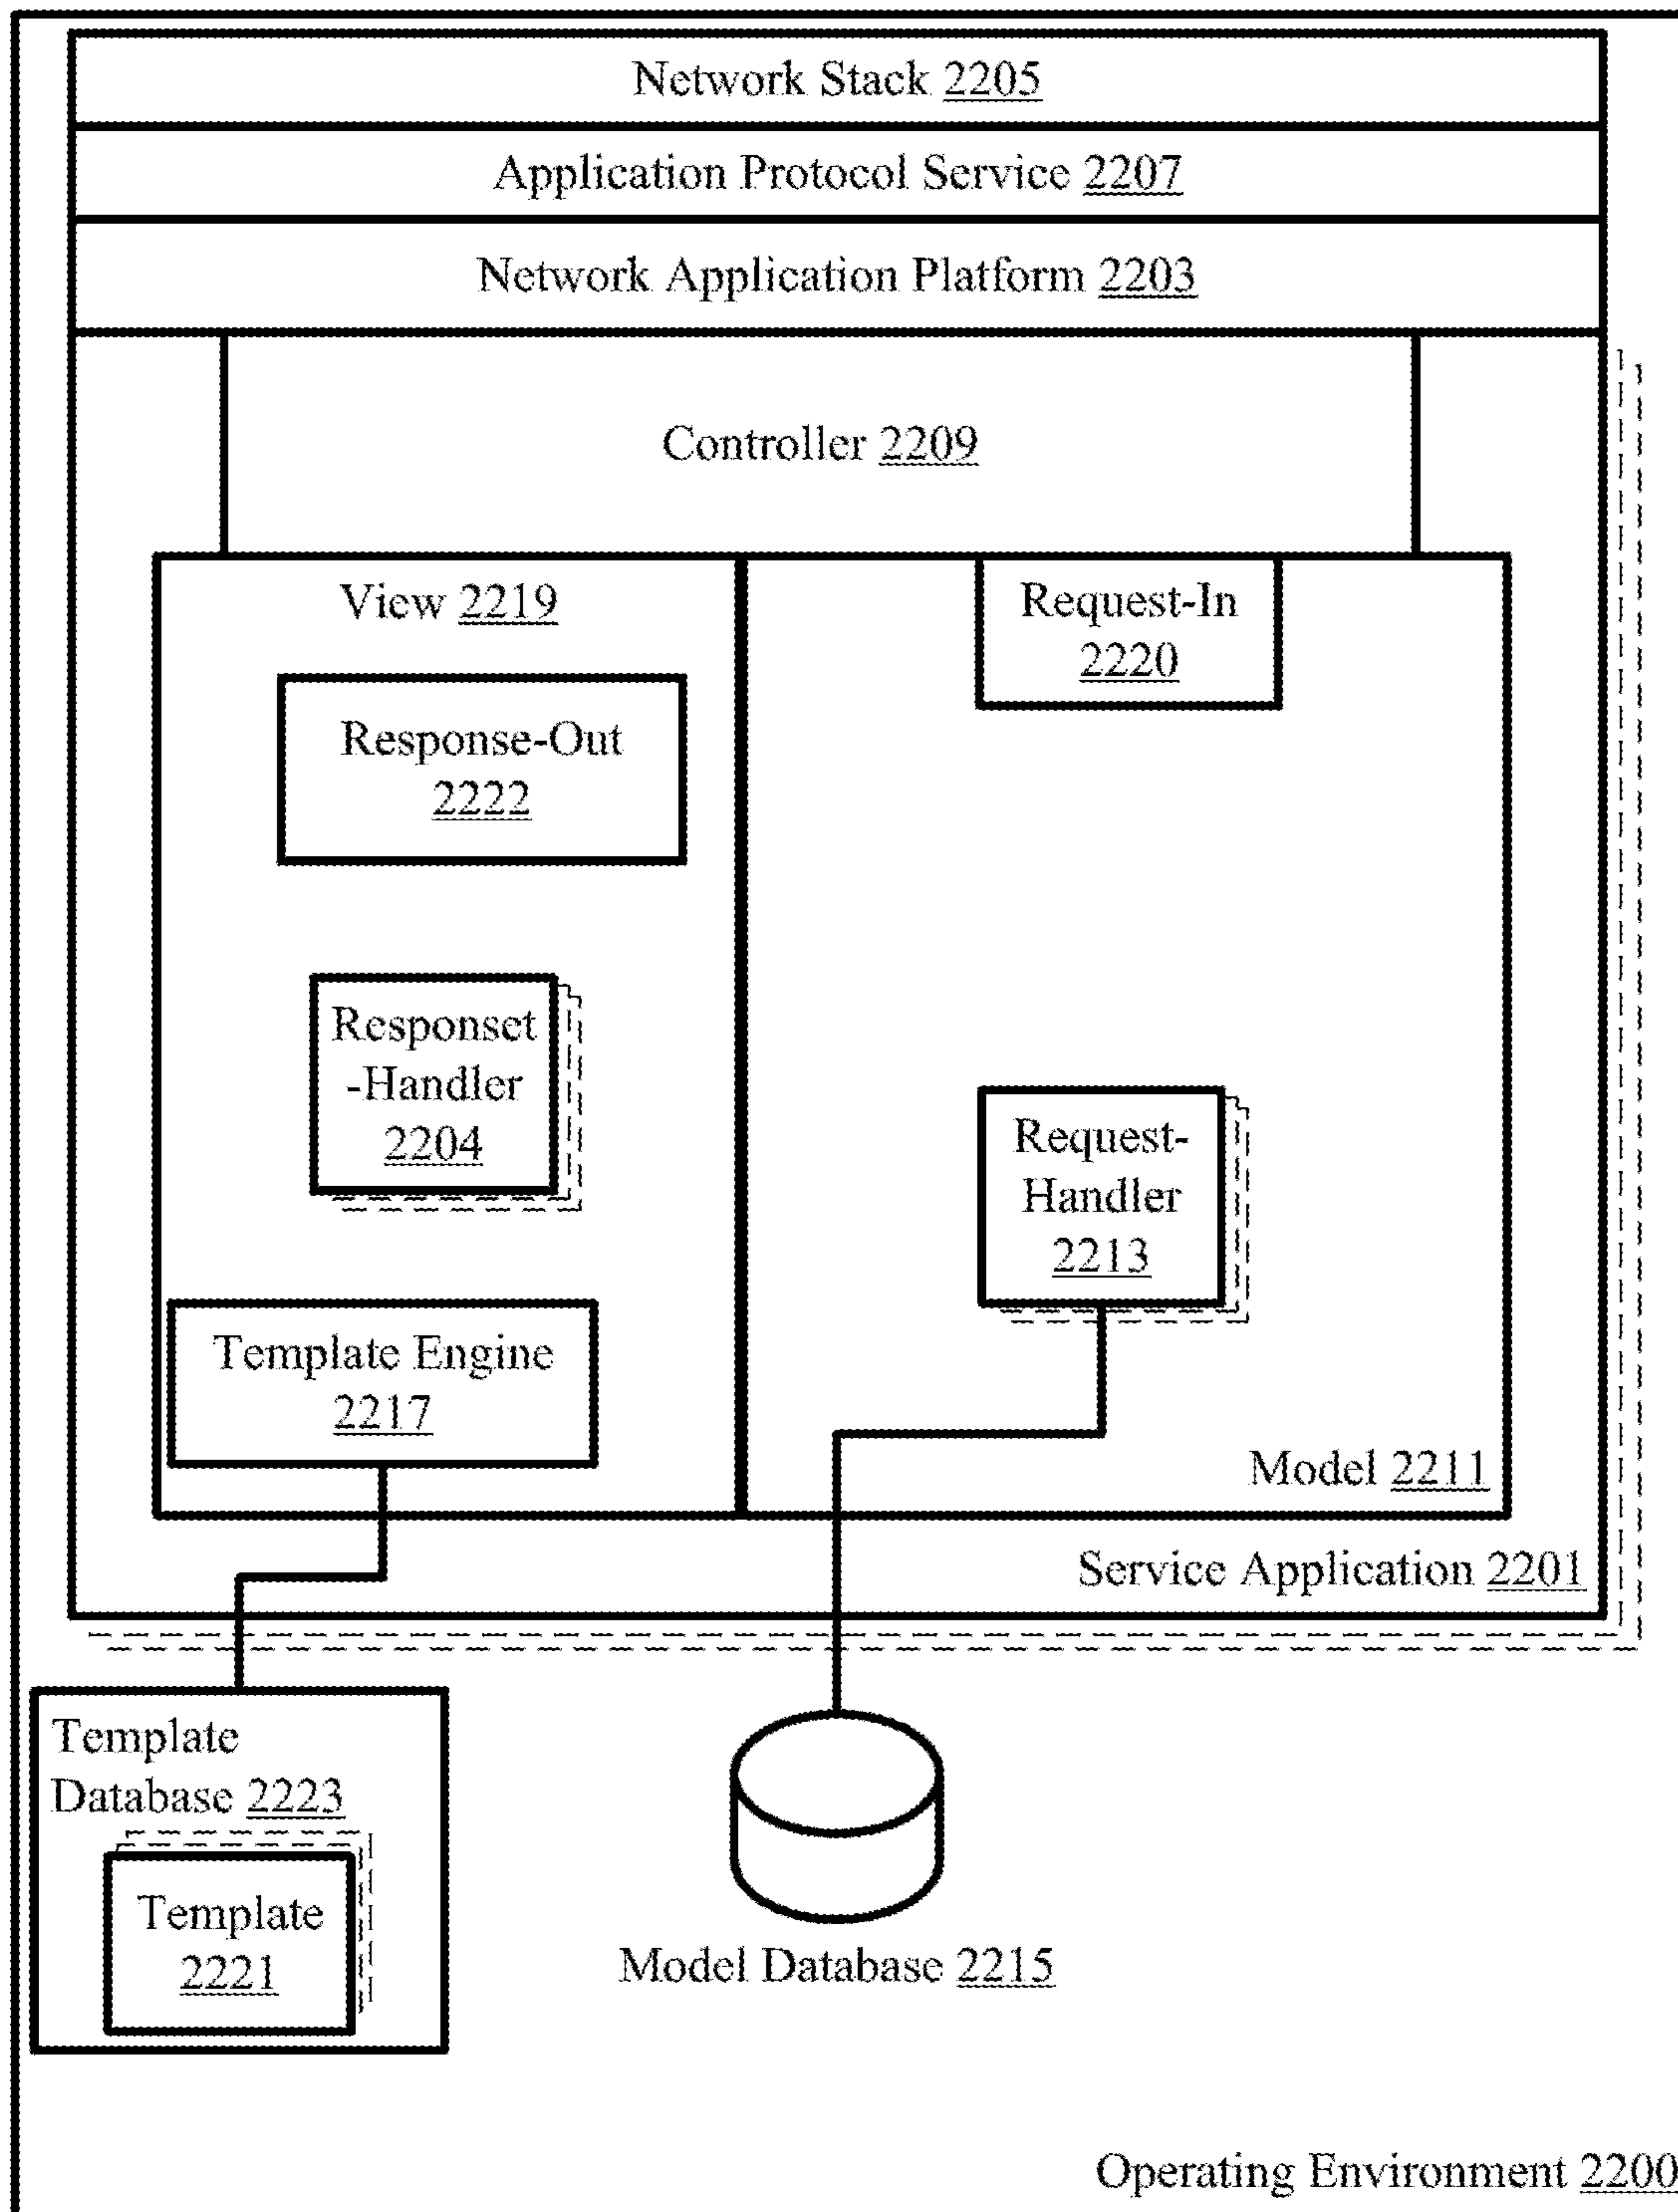 Network Stack 2205
Application Protocol Service 2207
Network Application Platform 2203
Controller 2209
View 2219
Response-Out
2222
Responset
-Handler
2204
Template Engine
2217
Request-In
2220
Request-
Handler
2213
Model 2211
Service Application 2201
Template
Database 2223
Template
2221
Model Database 2215
Operating Environment 2200